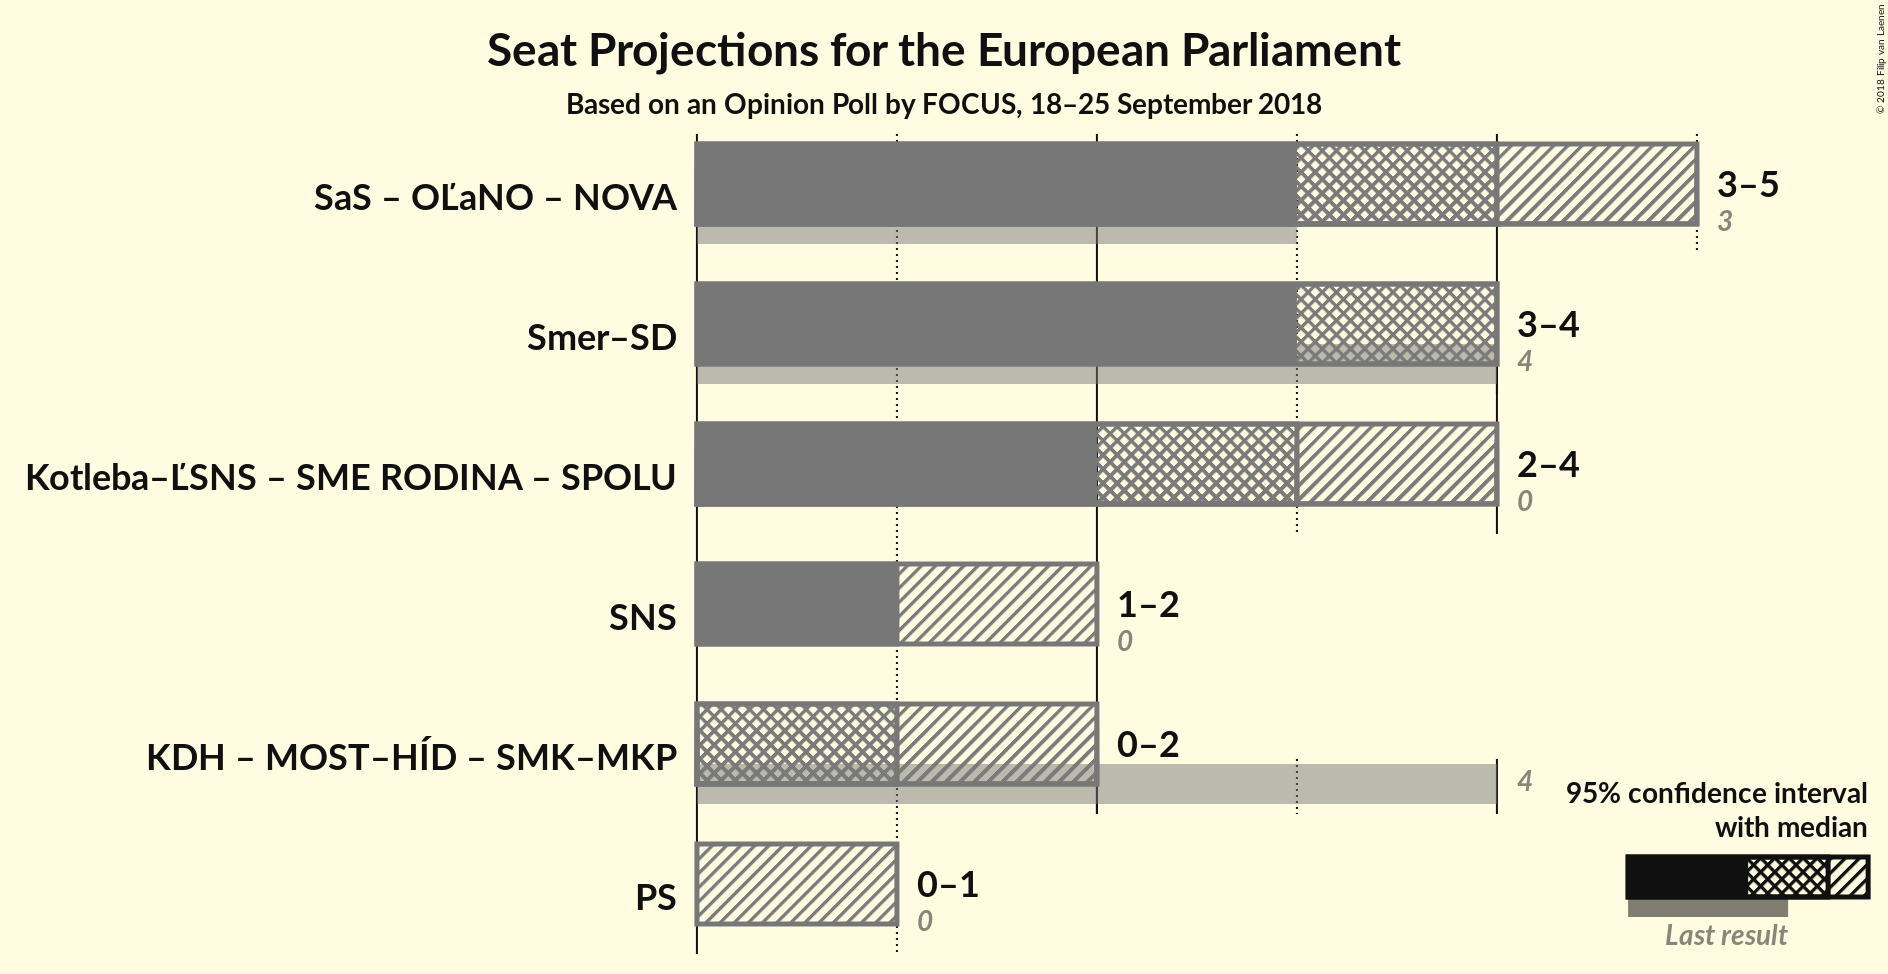 Seat Projections for the European Parliament
Based on an Opinion Poll by FOCUS, 18–25 September 2018
© 2018 Filip van Laenen
SaS – OĽaNO – NOVA
3–5
3
Smer–SD
3–4
4
Kotleba–ĽSNS – SME RODINA – SPOLU
2–4
0
SNS
1–2
0
KDH – MOST–HÍD – SMK–MKP
0–2
4
PS
0–1
0
95% confidence interval
with median
Last result